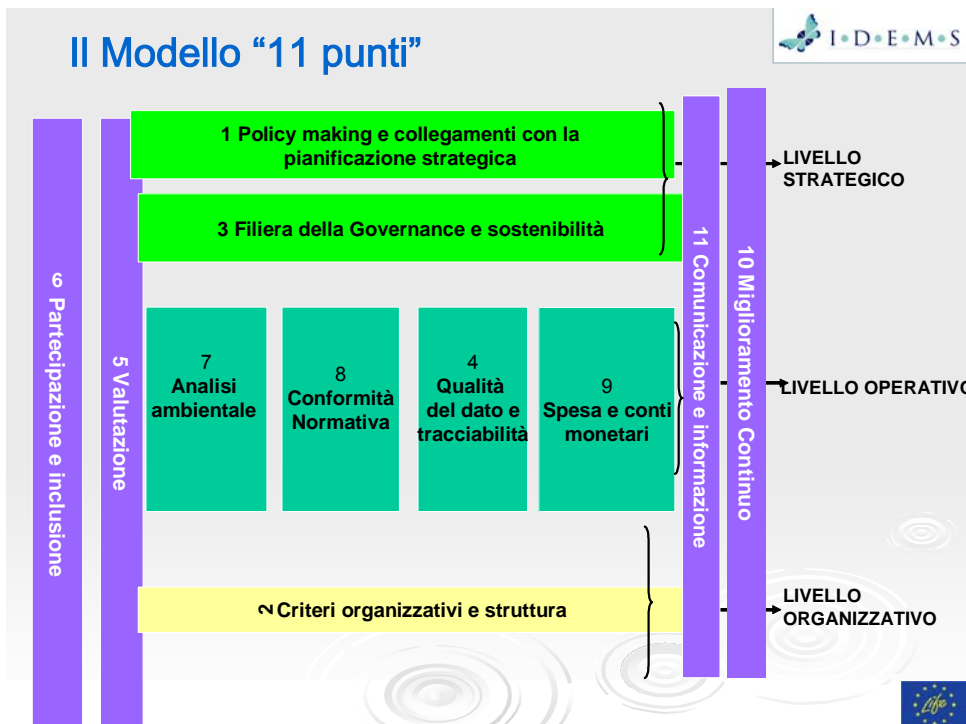 Il Modello “11 punti”
I•D•E•M•S
1 Policy making e collegamenti con la
pianificazione strategica
LIVELLO
STRATEGICO
3 Filiera della Governance e sostenibilità
6 Partecipazione e inclusione
5 Valutazione
7
Analisi
ambientale
8
Conformità
Normativa
4
Qualità
del dato e
tracciabilità
9
Spesa e conti
monetari
11 Comunicazione e informazione
10 Miglioramento Continuo
LIVELLO OPERATIVO
2 Criteri organizzativi e struttura
LIVELLO
ORGANIZZATIVO
Life